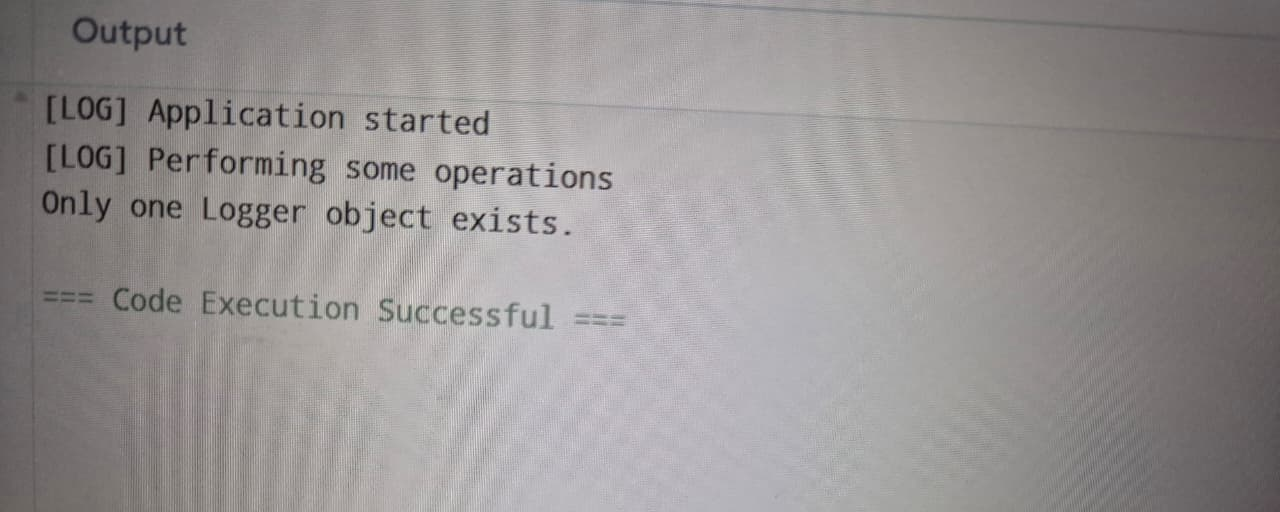 Output
[LOG] Application started
[LOG] Performing some operations
Only one Logger object exists.
=== Code Execution Successful ===